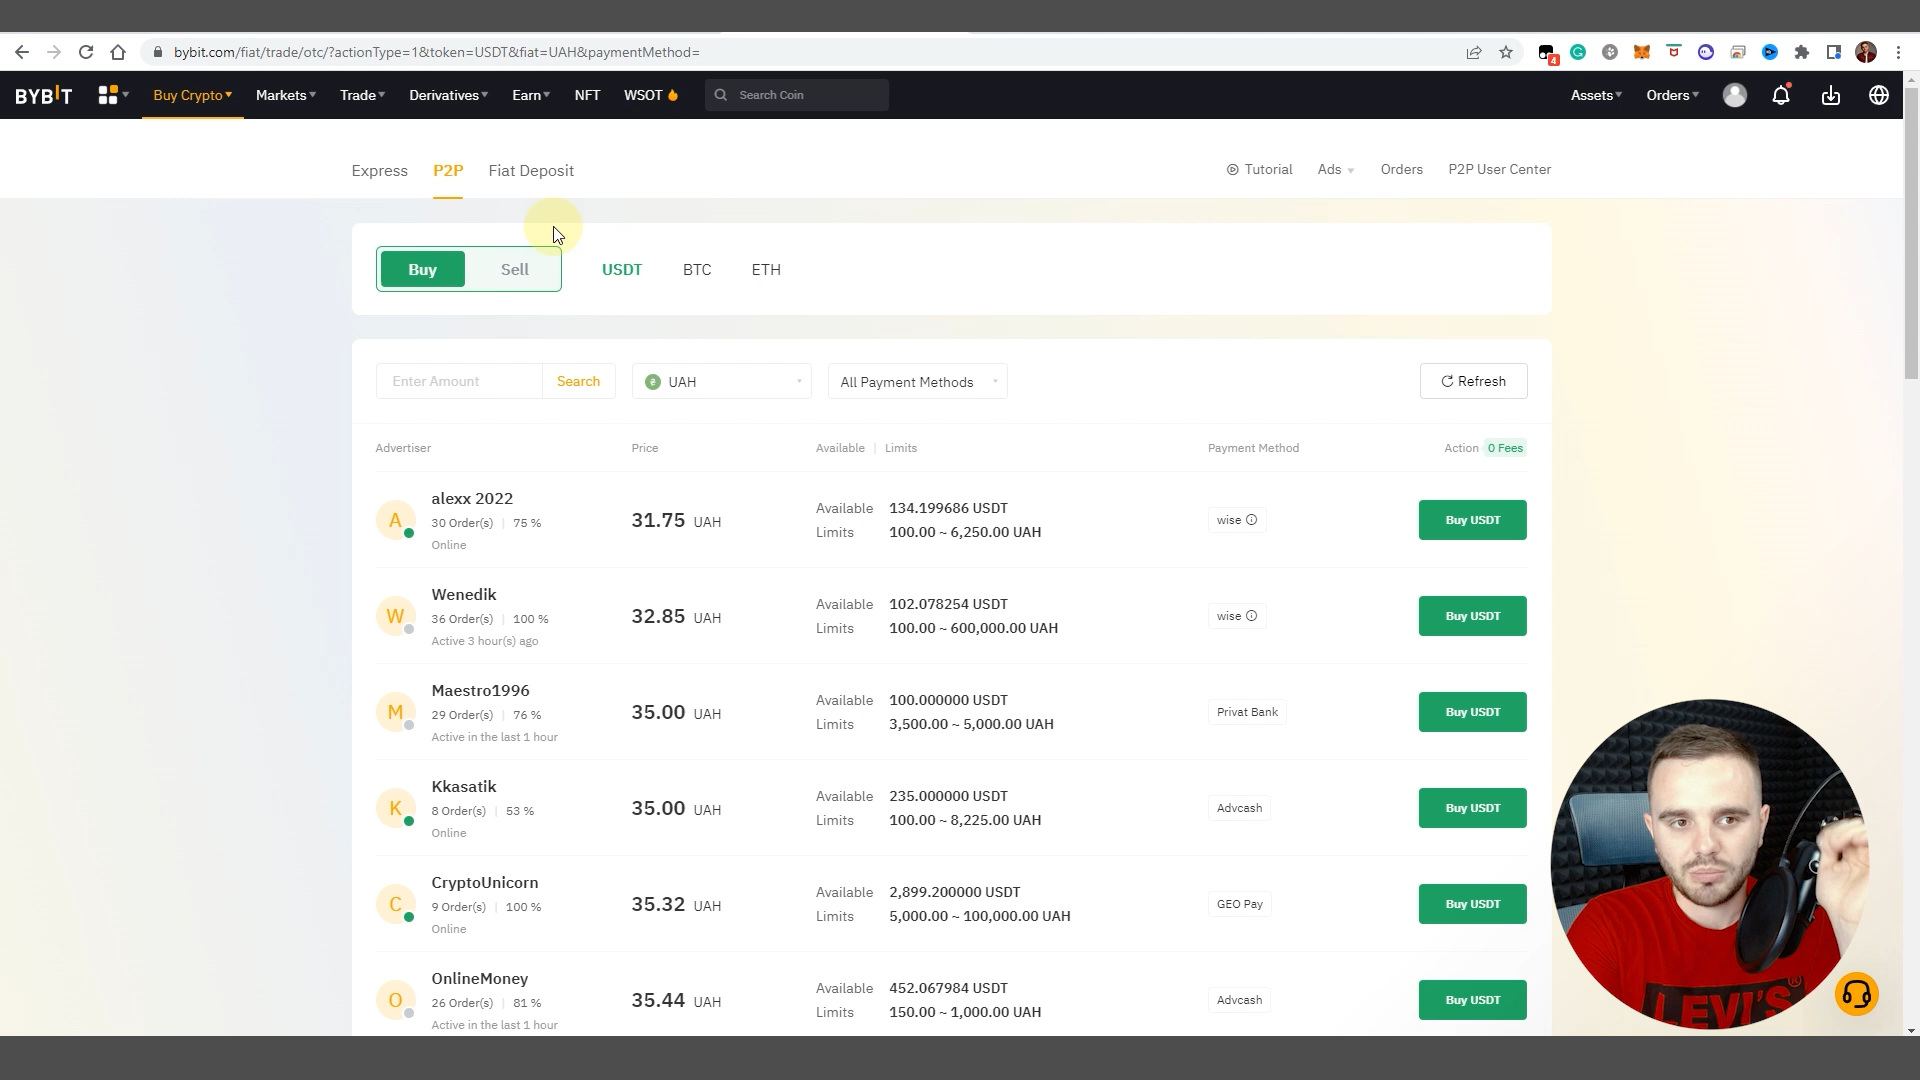 bybit.com/fiat/trade/otc/?actionType=1&token=USDT&fiat=UAH&paymentMethod=
4
BYBIT Buy Crypto Markets Trade Derivatives Earn NFT WSOT Search Coin Assets Orders
Express P2P Fiat Deposit Tutorial Ads Orders P2P User Center
Buy Sell USDT BTC ETH
Enter Amount Search UAH All Payment Methods Refresh
Advertiser Price Available | Limits Payment Method Action 0 Fees
A alexx 2022
30 Order(s) | 75 %
Online
31.75 UAH
Available 134.199686 USDT
Limits 100.00 ~ 6,250.00 UAH
wise
Buy USDT
W Wenedik
36 Order(s) | 100 %
Active 3 hour(s) ago
32.85 UAH
Available 102.078254 USDT
Limits 100.00 ~ 600,000.00 UAH
wise
Buy USDT
M Maestro1996
29 Order(s) | 76 %
Active in the last 1 hour
35.00 UAH
Available 100.000000 USDT
Limits 3,500.00 ~ 5,000.00 UAH
Privat Bank
Buy USDT
K Kkasatik
8 Order(s) | 53 %
Online
35.00 UAH
Available 235.000000 USDT
Limits 100.00 ~ 8,225.00 UAH
Advcash
Buy USDT
C CryptoUnicorn
9 Order(s) | 100 %
Online
35.32 UAH
Available 2,899.200000 USDT
Limits 5,000.00 ~ 100,000.00 UAH
GEO Pay
Buy USDT
O OnlineMoney
26 Order(s) | 81 %
Active in the last 1 hour
35.44 UAH
Available 452.067984 USDT
Limits 150.00 ~ 1,000.00 UAH
Advcash
Buy USDT
LEVI'S®